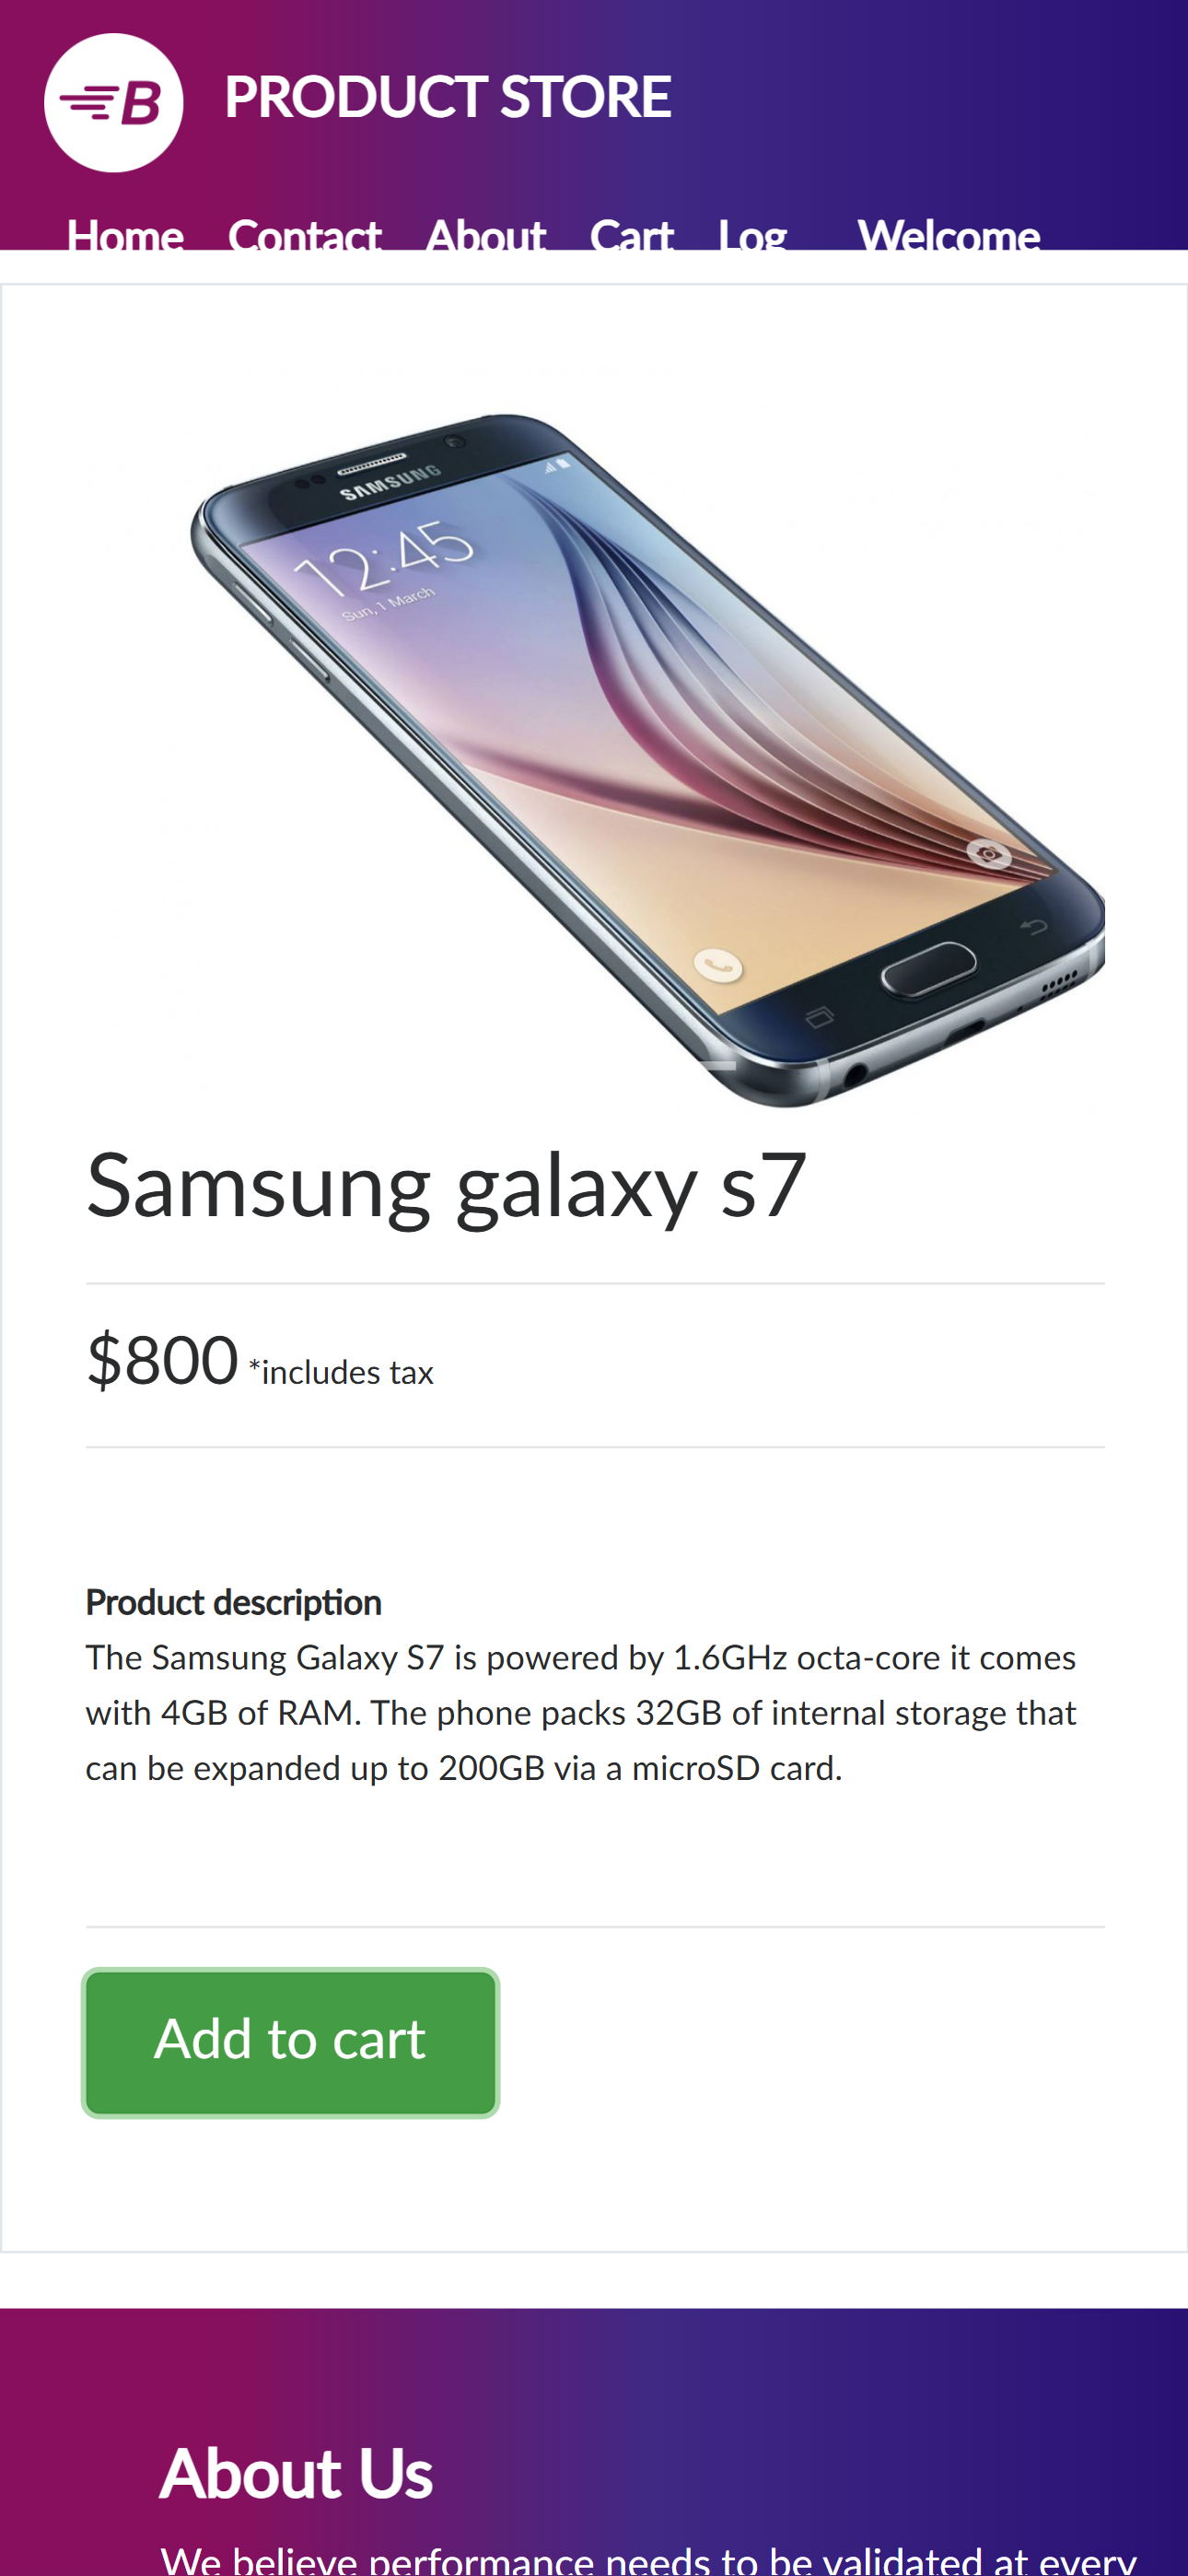 B PRODUCT STORE
Home Contact About Cart Log Welcome
SAMSUNG
12:45
Sun, 1 March
Samsung galaxy s7
$800 *includes tax
Product description
The Samsung Galaxy S7 is powered by 1.6GHz octa-core it comes
with 4GB of RAM. The phone packs 32GB of internal storage that
can be expanded up to 200GB via a microSD card.
Add to cart
About Us
We believe performance needs to be validated at every